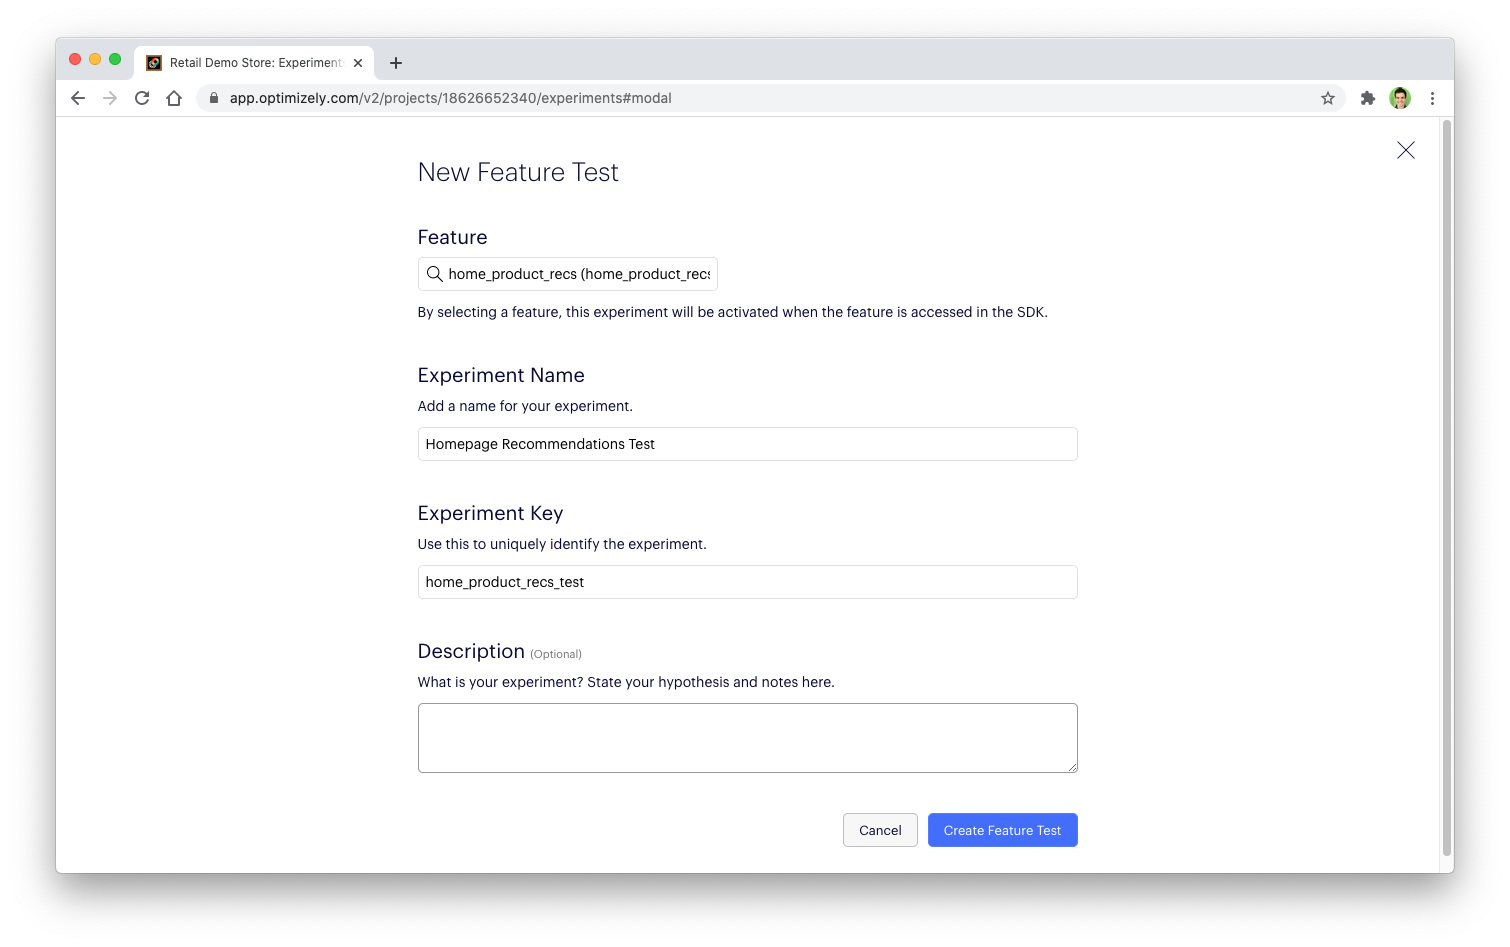 Retail Demo Store: Experiment
app.optimizely.com/v2/projects/18626652340/experiments#modal
New Feature Test
Feature
home_product_recs (home_product_recs
By selecting a feature, this experiment will be activated when the feature is accessed in the SDK.
Experiment Name
Add a name for your experiment.
Homepage Recommendations Test
Experiment Key
Use this to uniquely identify the experiment.
home_product_recs_test
Description (Optional)
What is your experiment? State your hypothesis and notes here.
Cancel
Create Feature Test